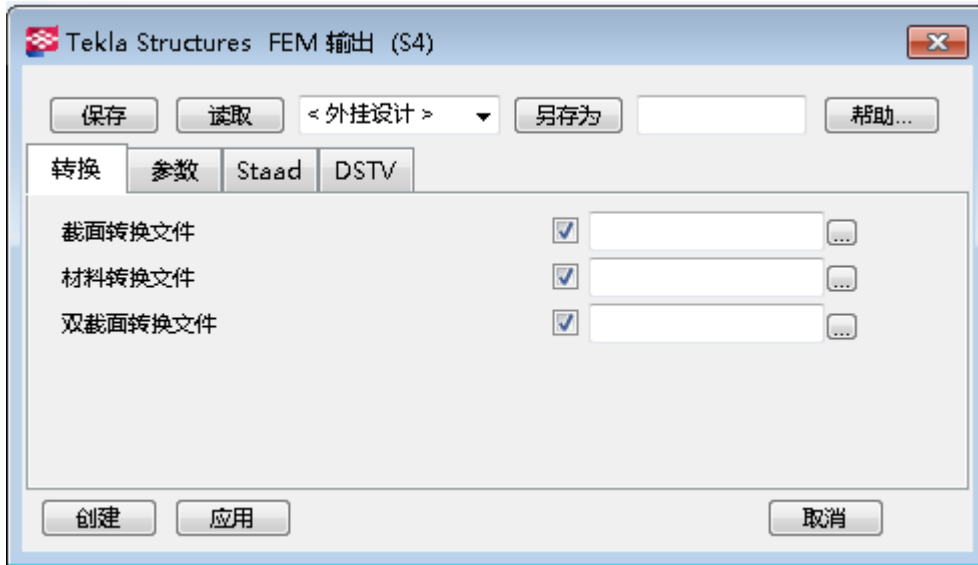 Tekla Structures FEM 输出 (S4)
保存 读取 <外挂设计> 另存为 帮助...
转换 参数 Staad DSTV
截面转换文件 ...
材料转换文件 ...
双截面转换文件 ...
创建 应用 取消